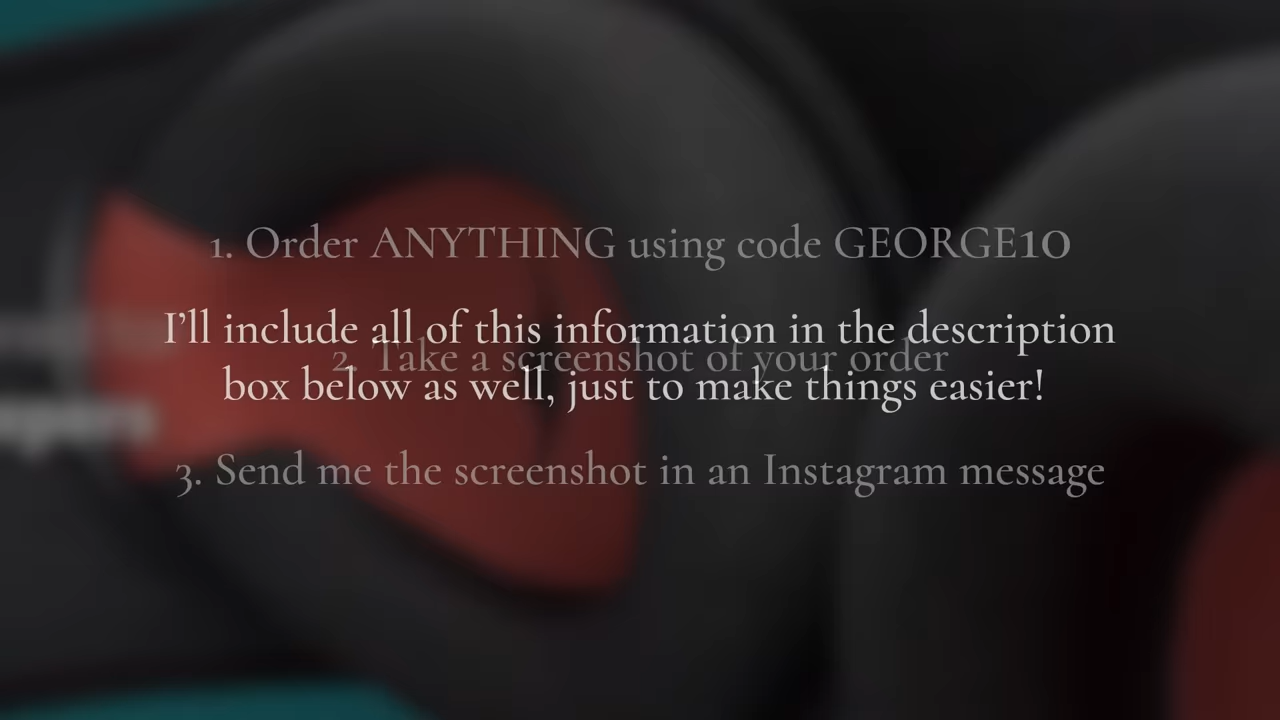 1. Order ANYTHING using code GEORGE10
I'll include all of this information in the description
2. Take a screenshot of your order
box below as well, just to make things easier!
3. Send me the screenshot in an Instagram message